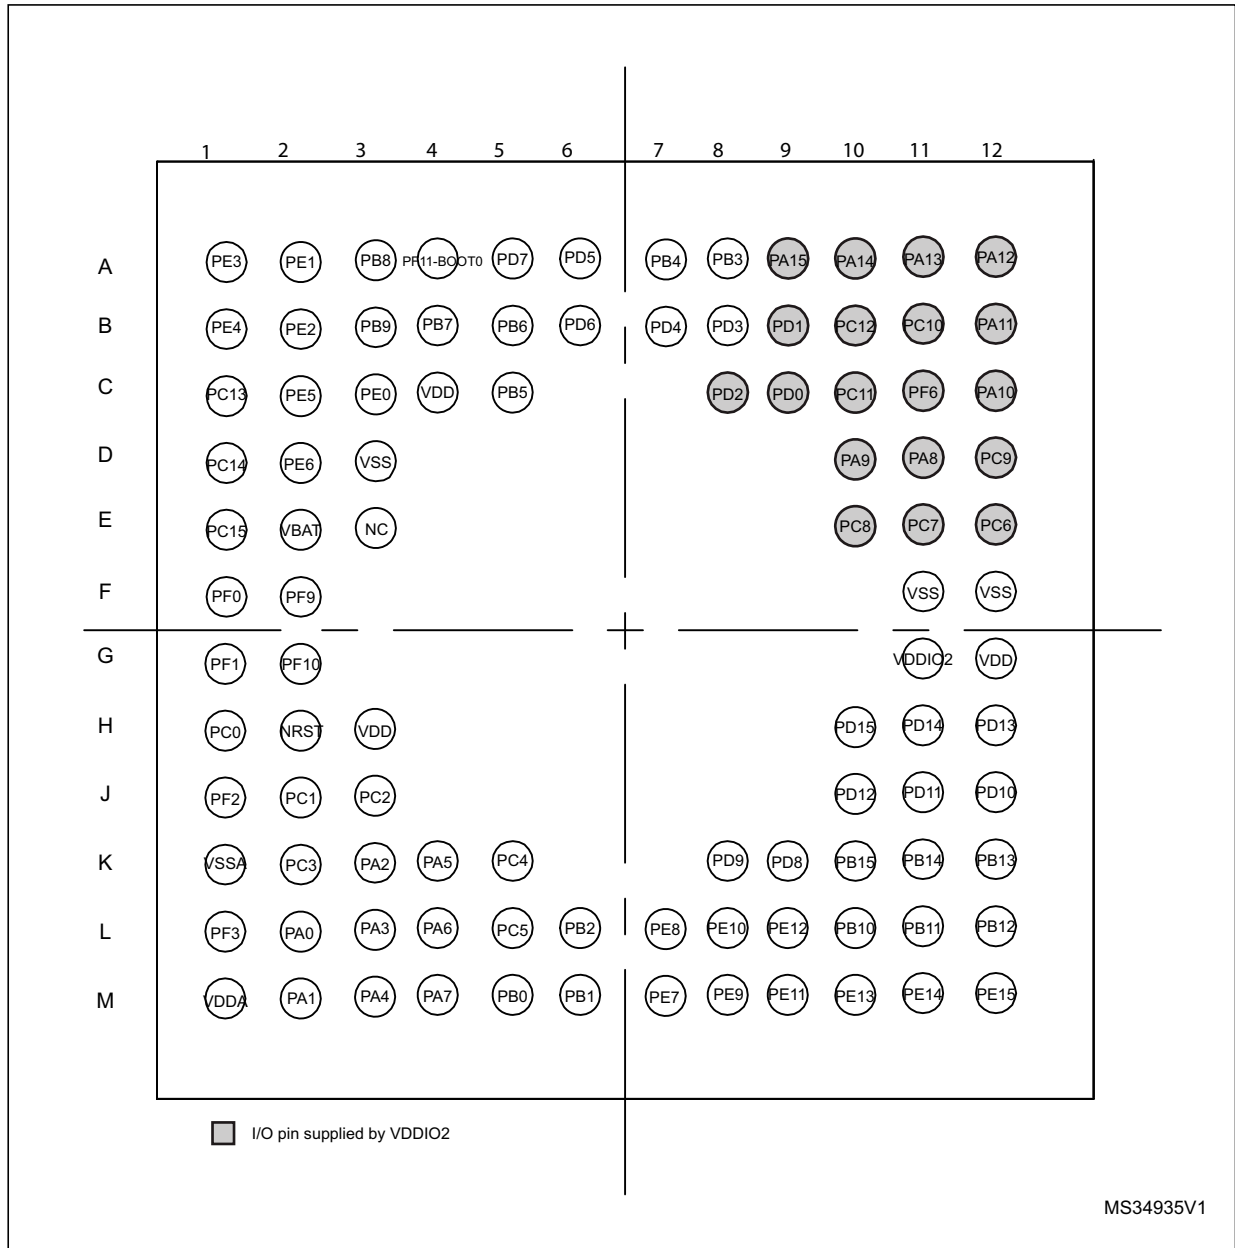 1 2 3 4 5 6 7 8 9 10 11 12
A PE3 PE1 PB8 PF11-BOOT0 PD7 PD5 PB4 PB3 PA15 PA14 PA13 PA12
B PE4 PE2 PB9 PB7 PB6 PD6 PD4 PD3 PD1 PC12 PC10 PA11
C PC13 PE5 PE0 VDD PB5 PD2 PD0 PC11 PF6 PA10
D PC14 PE6 VSS PA9 PA8 PC9
E PC15 VBAT NC PC8 PC7 PC6
F PF0 PF9 VSS VSS
G PF1 PF10 VDDIO2 VDD
H PC0 NRST VDD PD15 PD14 PD13
J PF2 PC1 PC2 PD12 PD11 PD10
K VSSA PC3 PA2 PA5 PC4 PD9 PD8 PB15 PB14 PB13
L PF3 PA0 PA3 PA6 PC5 PB2 PE8 PE10 PE12 PB10 PB11 PB12
M VDDA PA1 PA4 PA7 PB0 PB1 PE7 PE9 PE11 PE13 PE14 PE15
I/O pin supplied by VDDIO2
MS34935V1